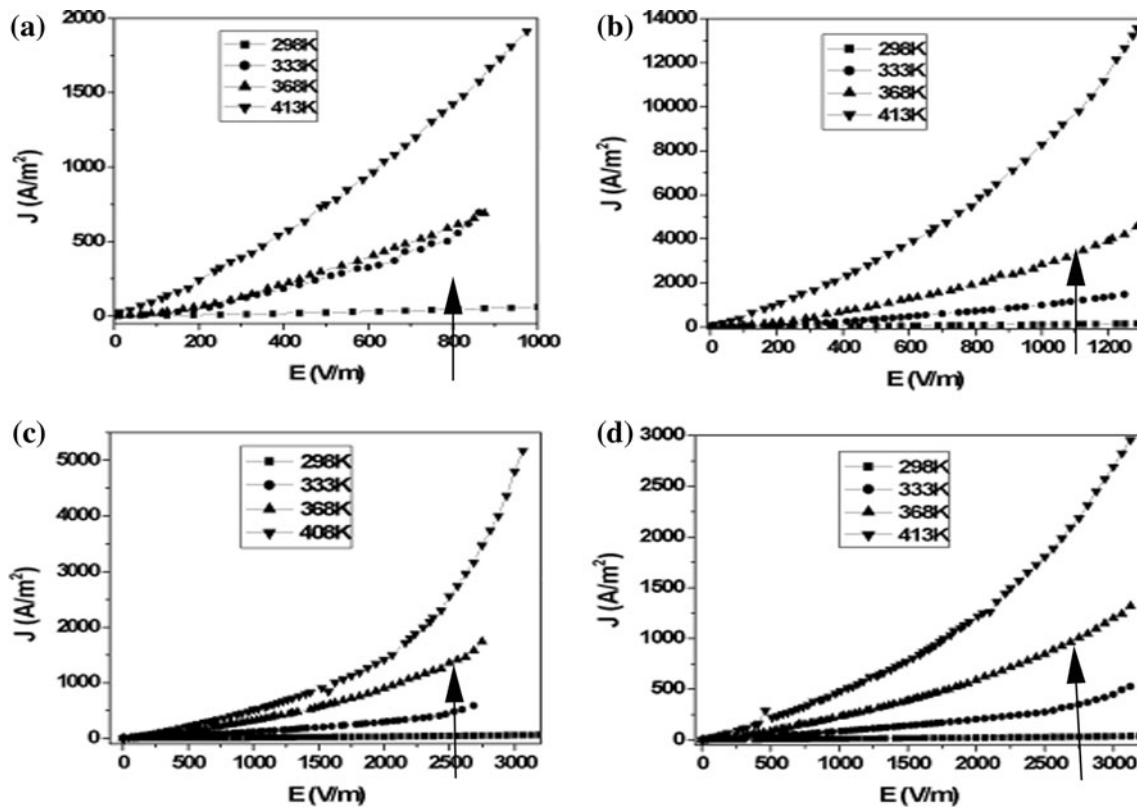 (a)
298K
333K
368K
413K
2000
1500
1000
500
0
J (A/m²)
0 200 400 600 800 1000
E (V/m)
(b)
298K
333K
368K
413K
14000
12000
10000
8000
6000
4000
2000
0
J (A/m²)
0 200 400 600 800 1000 1200
E (V/m)
(c)
298K
333K
368K
408K
5000
4000
3000
2000
1000
0
J (A/m²)
0 500 1000 1500 2000 2500 3000
E (V/m)
(d)
298K
333K
368K
413K
3000
2500
2000
1500
1000
500
0
J (A/m²)
0 500 1000 1500 2000 2500 3000
E (V/m)